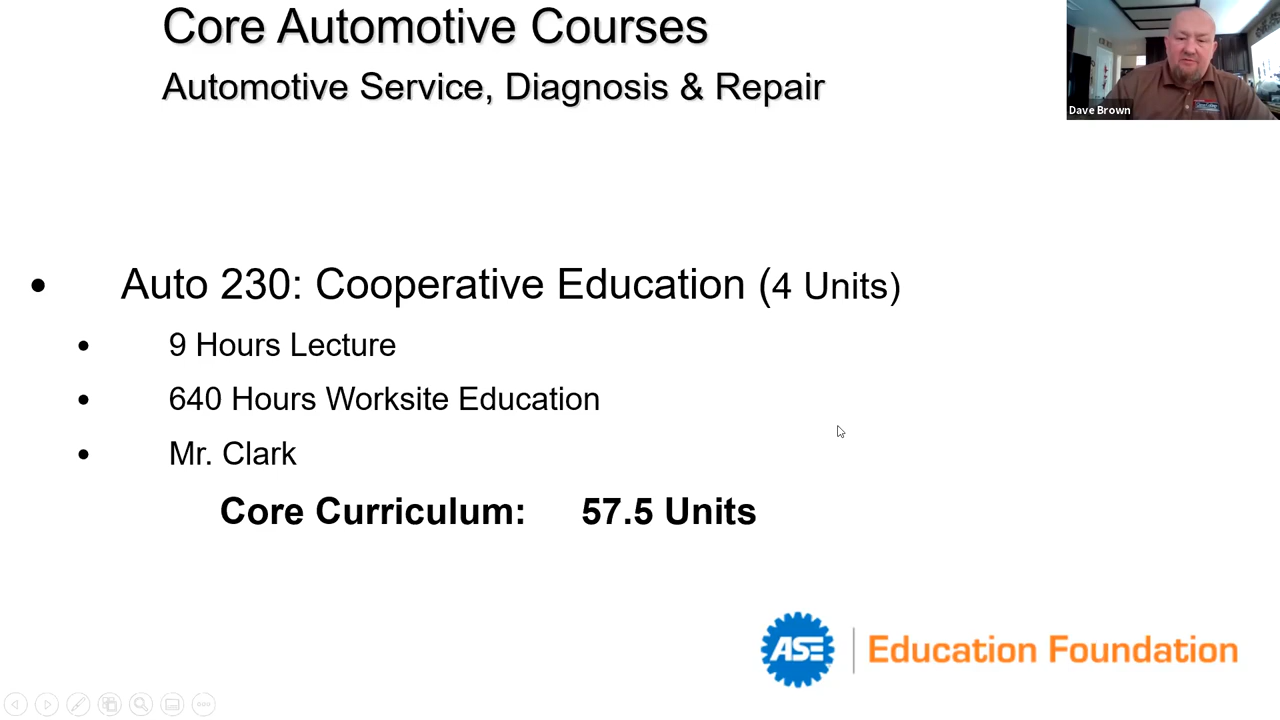 Core Automotive Courses
Automotive Service, Diagnosis & Repair
Dave Brown
• Auto 230: Cooperative Education (4 Units)
• 9 Hours Lecture
• 640 Hours Worksite Education
• Mr. Clark
Core Curriculum: 57.5 Units
ASE Education Foundation